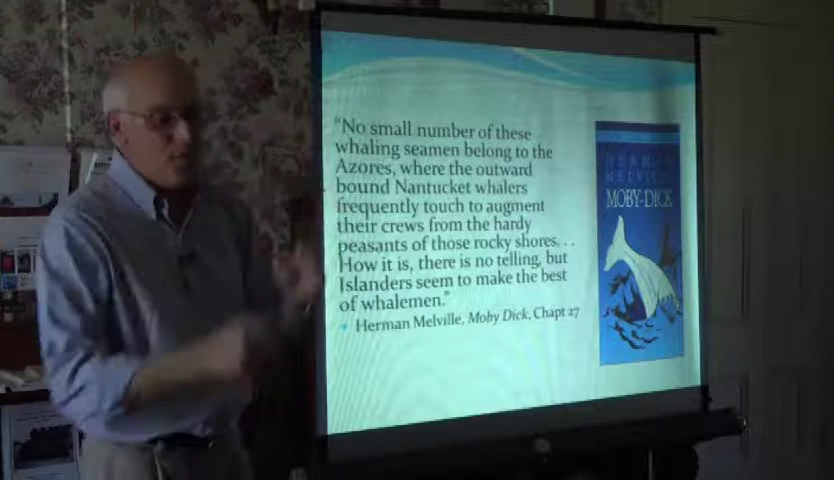 “No small number of these
whaling seamen belong to the
Azores, where the outward
bound Nantucket whalers
frequently touch to augment
their crews from the hardy
peasants of those rocky shores. . .
How it is, there is no telling, but
Islanders seem to make the best
of whalemen.”
Herman Melville, Moby Dick, Chapt 27
HERMAN
MELVILLE
MOBY-DICK